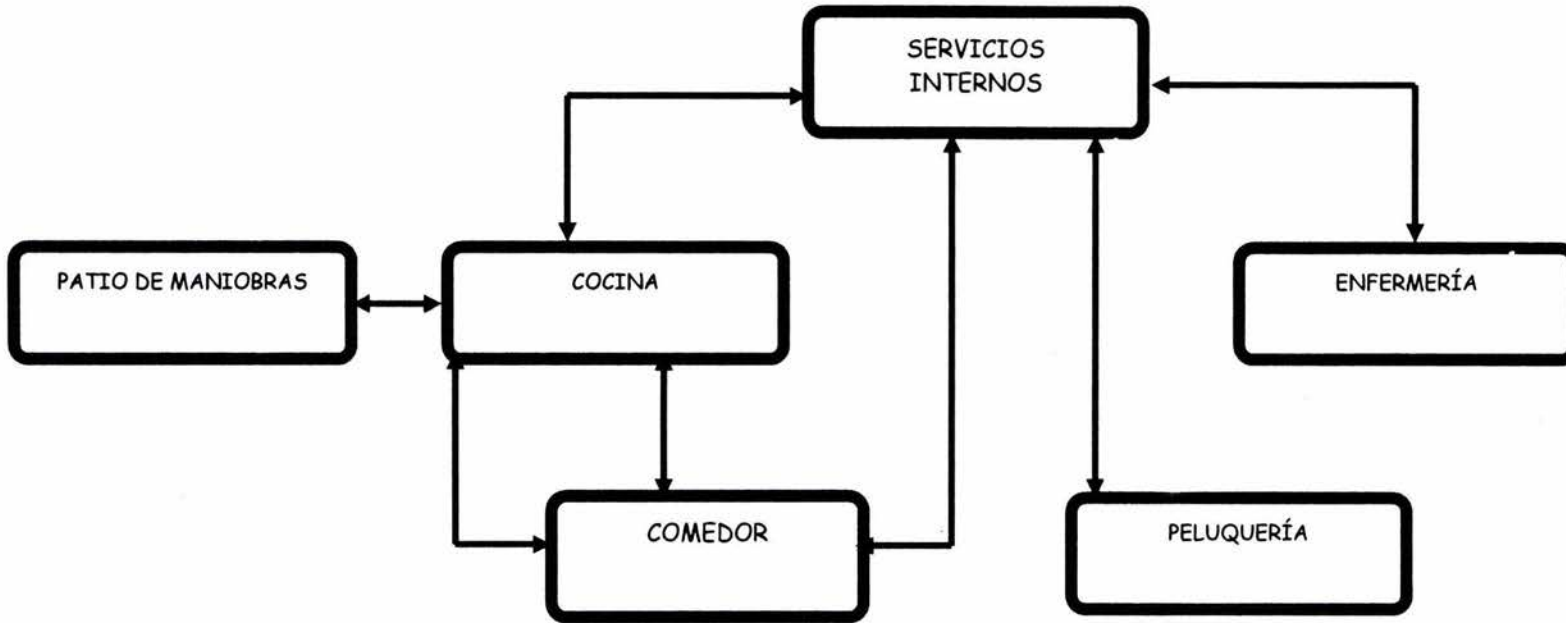 SERVICIOS
INTERNOS
PATIO DE MANIOBRAS
COCINA
ENFERMERÍA
COMEDOR
PELUQUERÍA